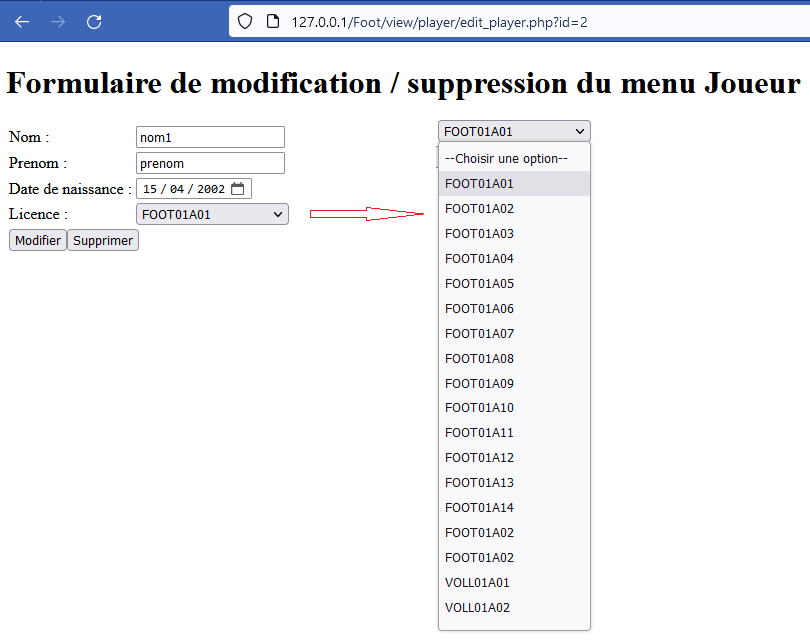 127.0.0.1/Foot/view/player/edit_player.php?id=2
Formulaire de modification / suppression du menu Joueur
Nom : nom1
Prenom : prenom
Date de naissance : 15 / 04 / 2002
Licence : FOOT01A01
Modifier Supprimer
FOOT01A01
--Choisir une option--
FOOT01A01
FOOT01A02
FOOT01A03
FOOT01A04
FOOT01A05
FOOT01A06
FOOT01A07
FOOT01A08
FOOT01A09
FOOT01A10
FOOT01A11
FOOT01A12
FOOT01A13
FOOT01A14
FOOT01A02
FOOT01A02
VOLL01A01
VOLL01A02